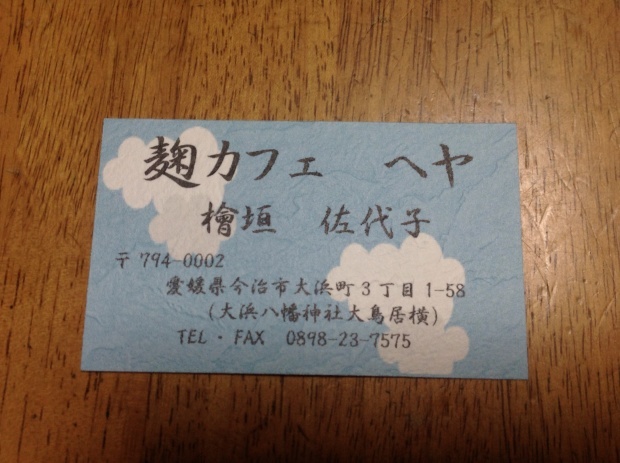 麹カフェ ヘヤ
檜垣 佐代子
〒794-0002
愛媛県今治市大浜町3丁目1-58
(大浜八幡神社大鳥居横)
TEL・FAX 0898-23-7575